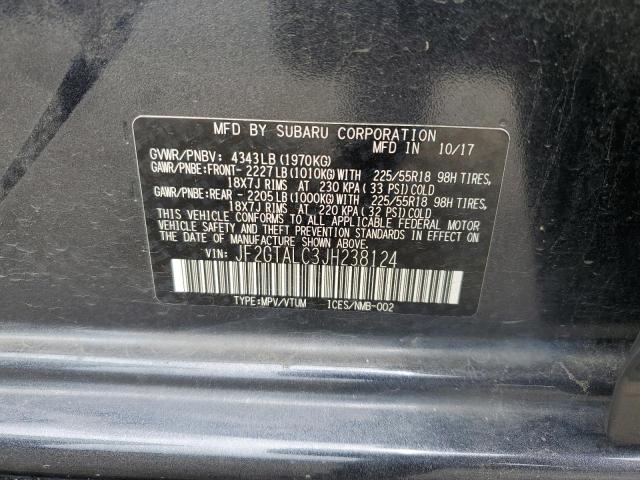 MFD BY SUBARU CORPORATION
MFD IN 10/17
GVWR/PNBV: 4343LB (1970KG)
GAWR/PNBE:FRONT-2227LB(1010KG)WITH 225/55R18 98H TIRES,
18X7J RIMS AT 230 KPA(33 PSI)COLD
GAWR/PNBE:REAR -2205LB(1000KG)WITH 225/55R18 98H TIRES,
18X7J RIMS AT 220 KPA(32 PSI)COLD
THIS VEHICLE CONFORMS TO ALL APPLICABLE FEDERAL MOTOR
VEHICLE SAFETY AND THEFT PREVENTION STANDARDS IN EFFECT
ON THE DATE OF MANUFACTURE SHOWN ABOVE.
VIN: JF2GTALC3JH238124
TYPE:MPV/VTUM ICES/NMB-002